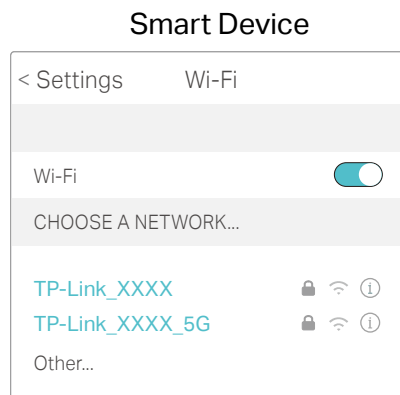 Smart Device
< Settings Wi-Fi
Wi-Fi
CHOOSE A NETWORK...
TP-Link_XXXX
TP-Link_XXXX_5G
Other...